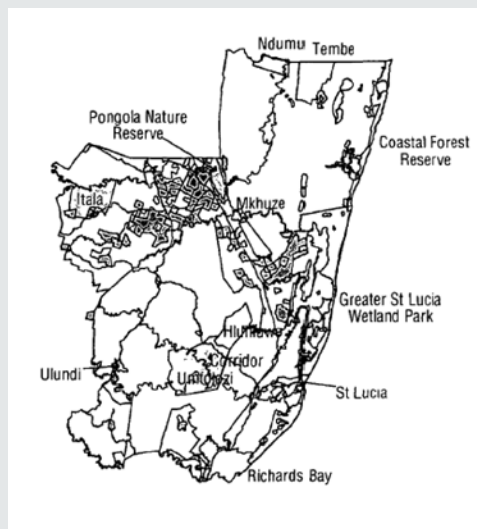 Ndumu Tembe
Pongola Nature
Reserve
Coastal Forest
Reserve
Itala
Mkhuze
Greater St Lucia
Wetland Park
Hluhluwe
Corridor
Ulundi
Umfolozi
St Lucia
Richards Bay